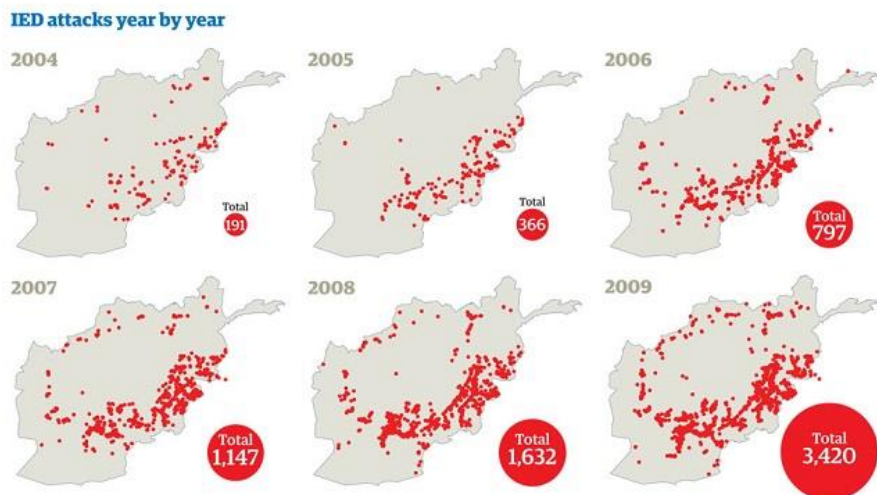 IED attacks year by year
2004
Total
191
2005
Total
366
2006
Total
797
2007
Total
1,147
2008
Total
1,632
2009
Total
3,420